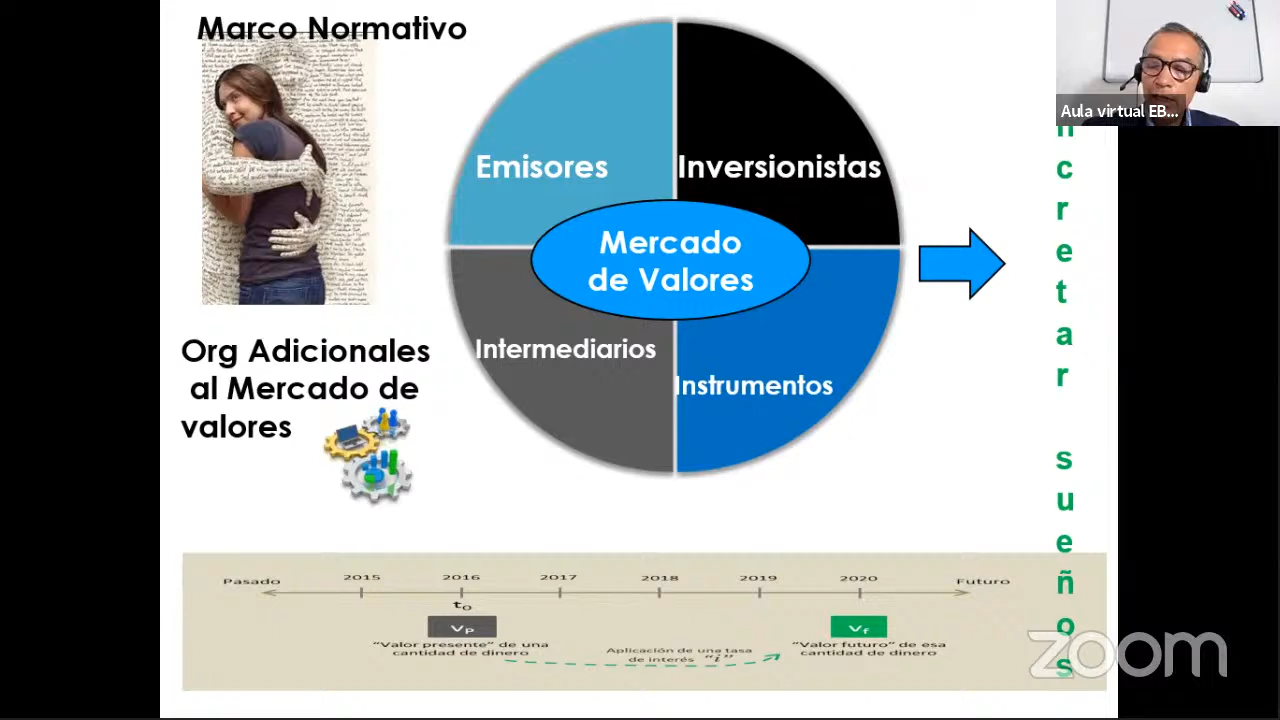 Marco Normativo
Emisores
Inversionistas
Mercado
de Valores
Intermediarios
Instrumentos
Org Adicionales
al Mercado de
valores
Aula virtual EB...
n
c
r
e
t
a
r
s
u
e
ñ
o
s
Pasado
2015
2016
2017
2018
2019
2020
Futuro
t0
VP
Vf
"Valor presente" de una
cantidad de dinero
Aplicación de una tasa
de interés "i"
"Valor futuro" de esa
cantidad de dinero
zoom